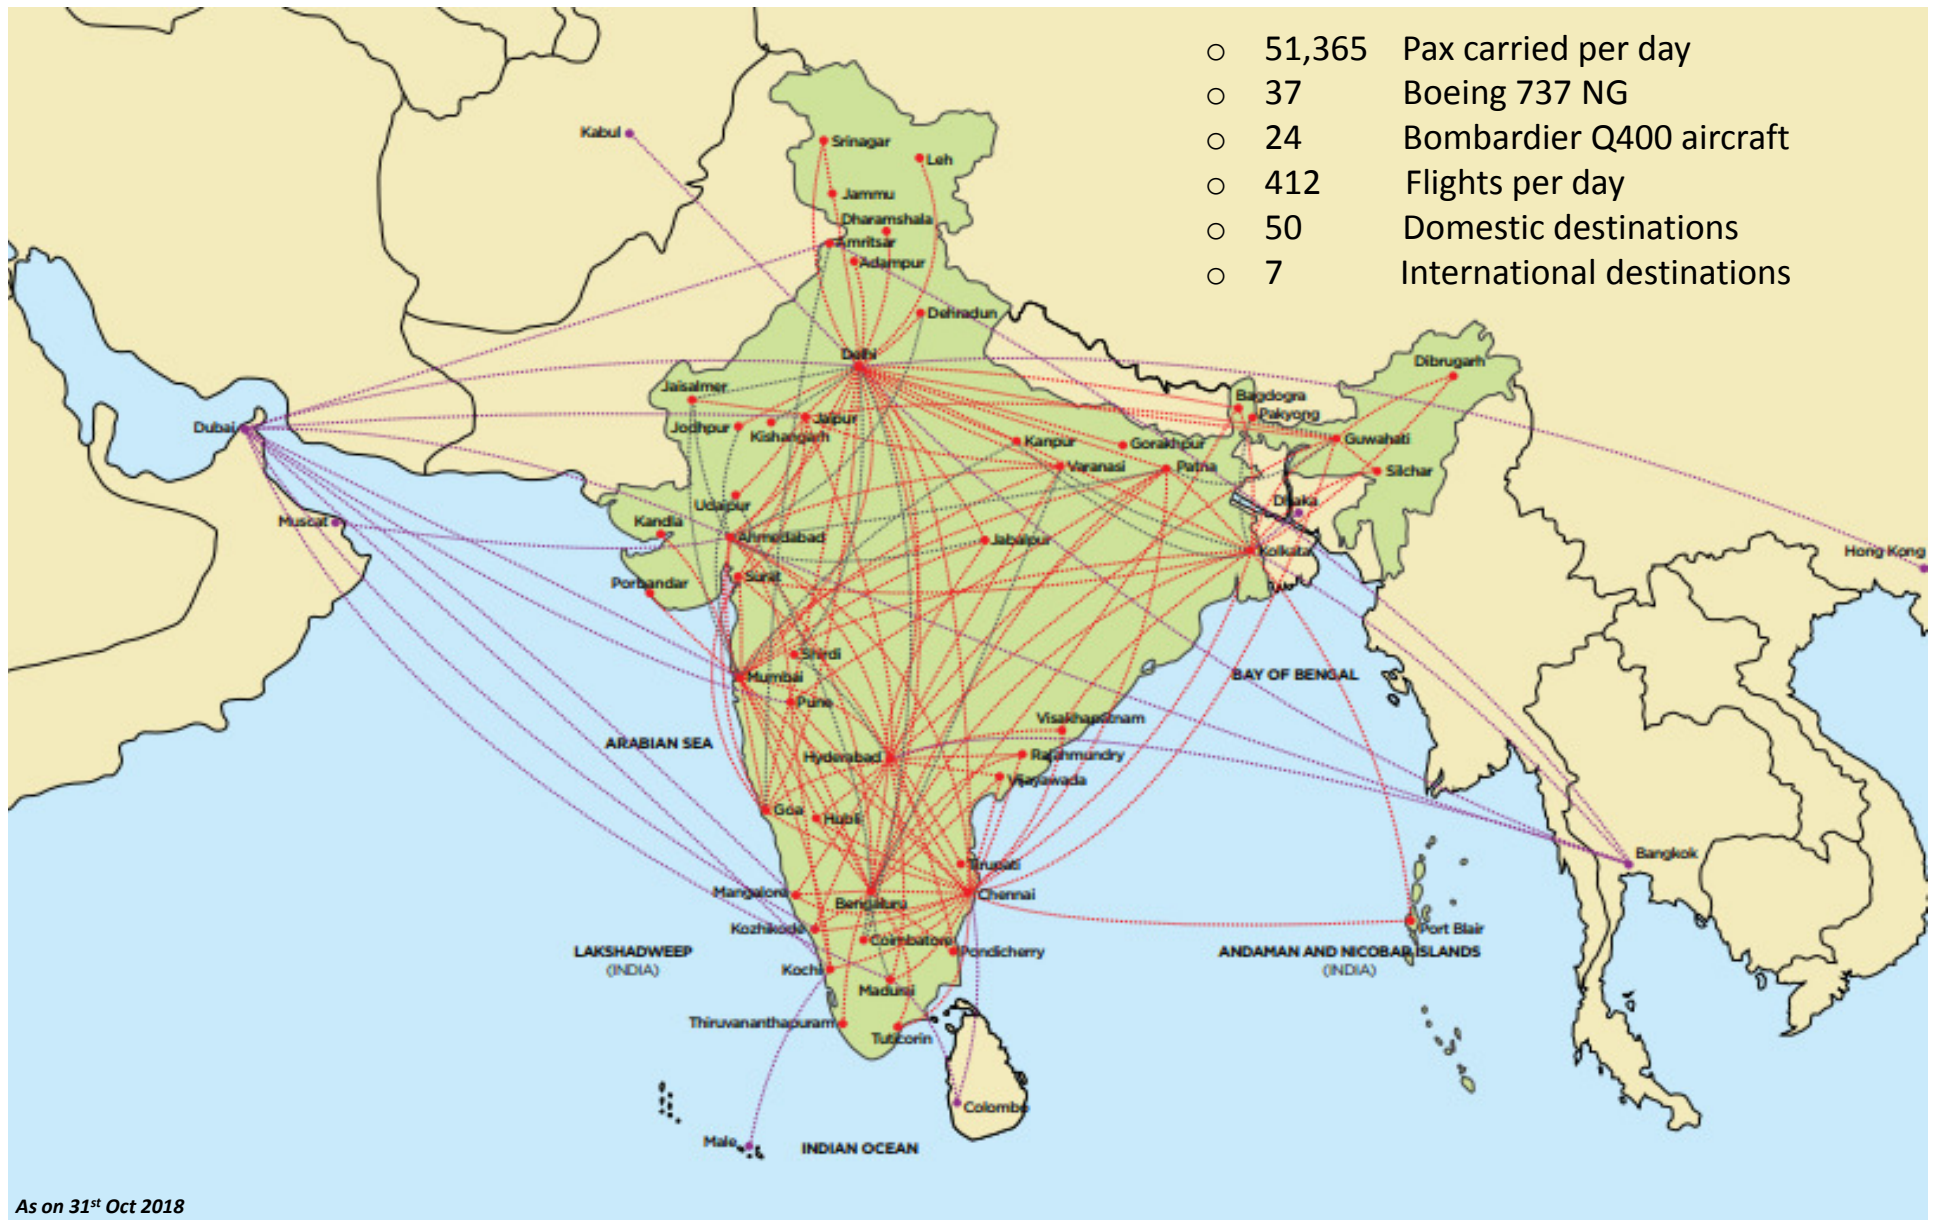 ○ 51,365 Pax carried per day
○ 37 Boeing 737 NG
○ 24 Bombardier Q400 aircraft
○ 412 Flights per day
○ 50 Domestic destinations
○ 7 International destinations
Kabul
Srinagar
Leh
Jammu
Dharamshala
Amritsar
Adampur
Dehradun
Delhi
Dibrugarh
Jaisalmer
Bagdogra
Pakyong
Dubai
Jodhpur
Jaipur
Kishangarh
Kanpur
Gorakhpur
Guwahati
Varanasi
Patna
Silchar
Udaipur
Dhaka
Muscat
Kandla
Ahmedabad
Jabalpur
Kolkata
Hong Kong
Porbandar
Surat
Shirdi
Mumbai
BAY OF BENGAL
Pune
Visakhapatnam
ARABIAN SEA
Hyderabad
Rajahmundry
Vijayawada
Goa
Hubli
Bangkok
Tirupati
Mangalore
Chennai
Bengaluru
Kozhikode
Port Blair
Coimbatore
Pondicherry
LAKSHADWEEP
(INDIA)
ANDAMAN AND NICOBAR ISLANDS
(INDIA)
Kochi
Madurai
Thiruvananthapuram
Tuticorin
Colombo
Male
INDIAN OCEAN
As on 31st Oct 2018